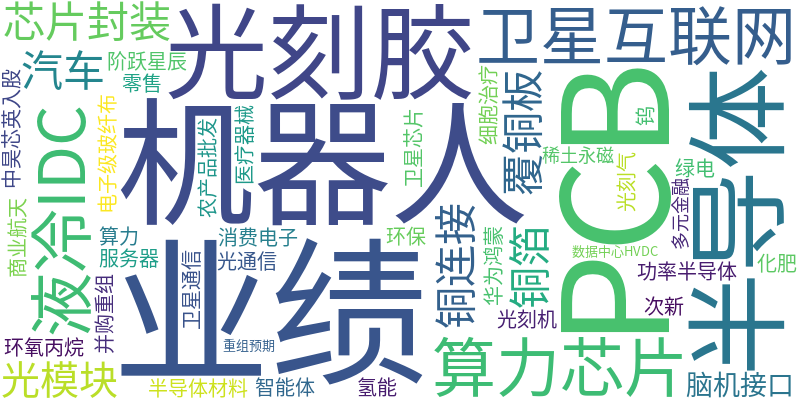 芯片封装
光刻胶
卫星互联网
汽车
阶跃星辰
零售
中昊芯英入股
电子级玻纤布
农产品批发
医疗器械
机器人
卫星芯片
细胞治疗
覆铜板
PCB
钨
半导体
稀土永磁
光刻气
绿电
液冷IDC
商业航天
算力
服务器
并购重组
卫星通信
消费电子
光通信
业绩
环保
铜连接
华为鸿蒙
铜箔
数据中心HVDC
多元金融
功率半导体
化肥
次新
光刻机
环氧丙烷
重组预期
光模块
半导体材料
智能体
氢能
算力芯片
脑机接口